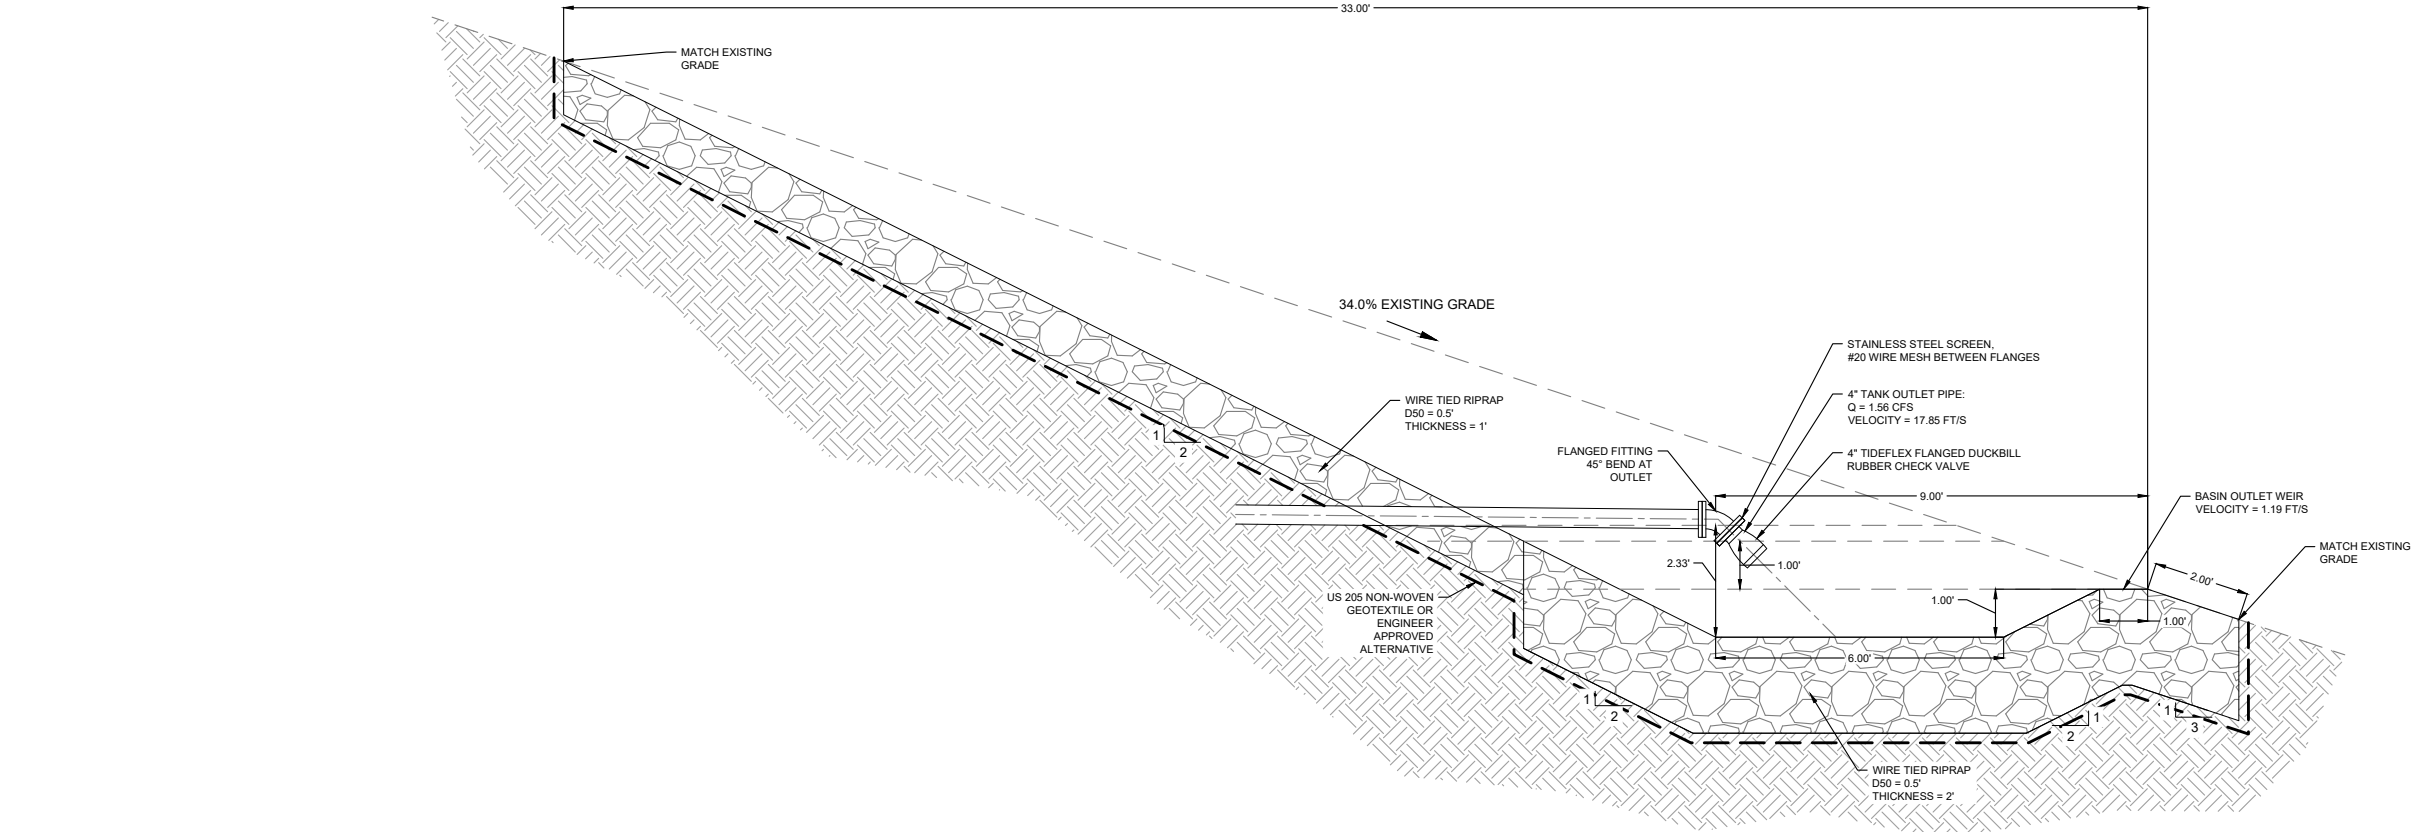 33.00'
MATCH EXISTING
GRADE
34.0% EXISTING GRADE
STAINLESS STEEL SCREEN,
#20 WIRE MESH BETWEEN FLANGES
4" TANK OUTLET PIPE:
Q = 1.56 CFS
VELOCITY = 17.85 FT/S
WIRE TIED RIPRAP
D50 = 0.5'
THICKNESS = 1'
1
2
FLANGED FITTING
45° BEND AT
OUTLET
4" TIDEFLEX FLANGED DUCKBILL
RUBBER CHECK VALVE
9.00'
BASIN OUTLET WEIR
VELOCITY = 1.19 FT/S
MATCH EXISTING
GRADE
2.33'
1.00'
2.00'
US 205 NON-WOVEN
GEOTEXTILE OR
ENGINEER
APPROVED
ALTERNATIVE
1.00'
1.00'
6.00'
1
2
1
2
1
3
WIRE TIED RIPRAP
D50 = 0.5'
THICKNESS = 2'